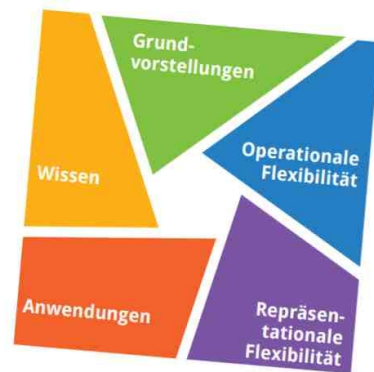 Grund-
vorstellungen
Operationale
Flexibilität
Wissen
Anwendungen
Repräsen-
tationale
Flexibilität